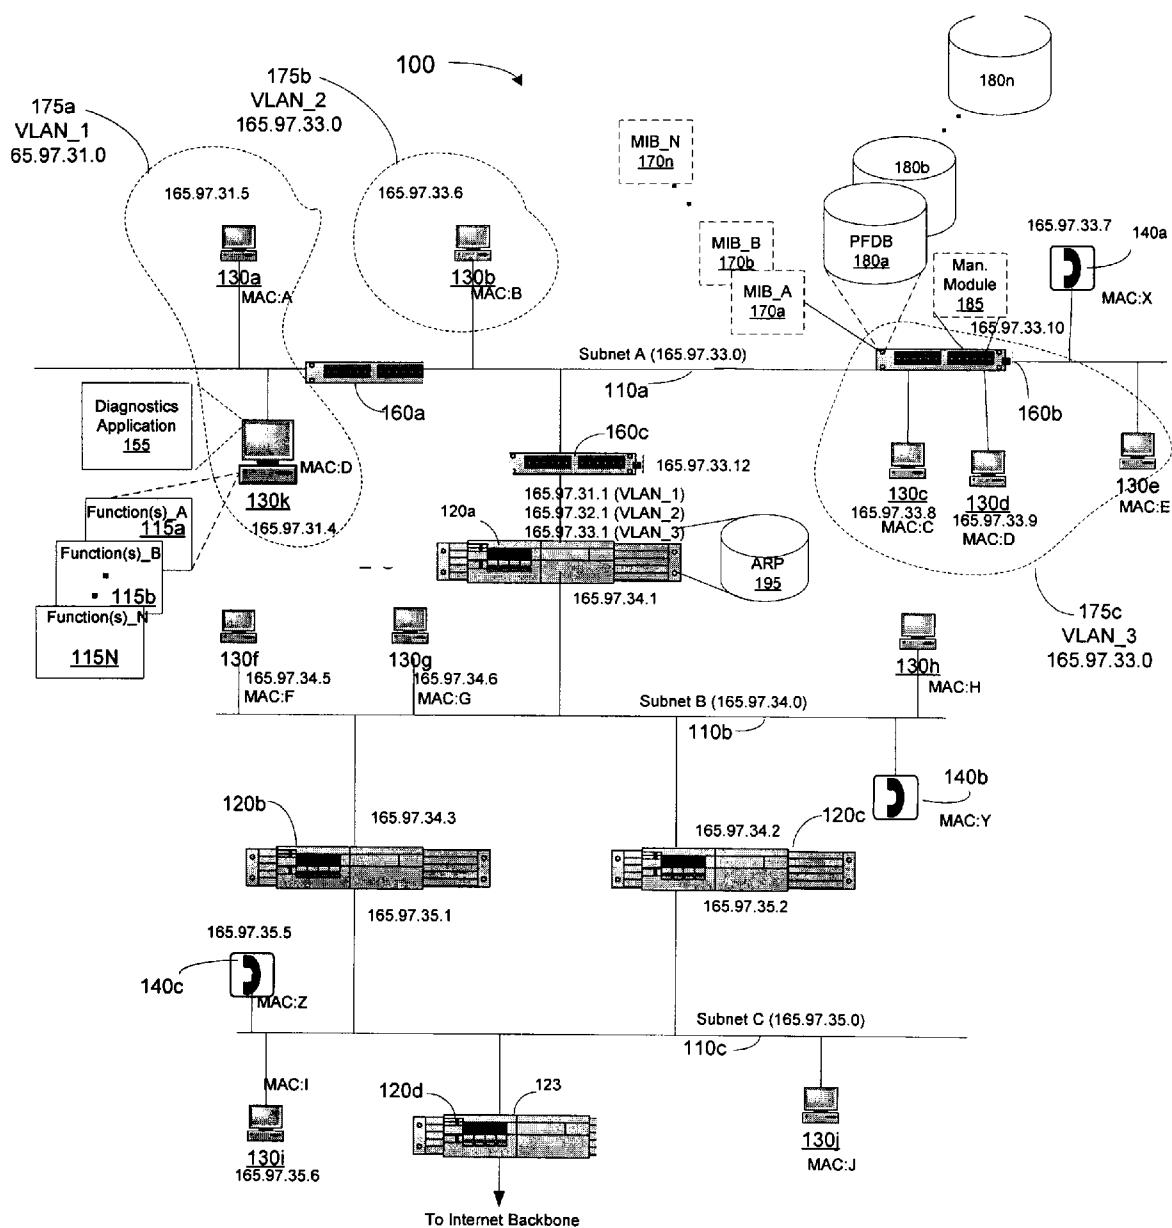 100
180n
175b
VLAN_2
165.97.33.0
175a
VLAN_1
65.97.31.0
MIB_N
170n
180b
165.97.31.5
165.97.33.6
165.97.33.7
140a
MIB_B
170b
PFDB
180a
Man.
Module
185
130a
MAC:A
130b
MAC:B
MIB_A
170a
MAC:X
165.97.33.10
Subnet A (165.97.33.0)
110a
160a
160b
Diagnostics
Application
155
160c
MAC:D
130k
165.97.33.12
130c
165.97.33.8
MAC:C
130d
165.97.33.9
MAC:D
130e
MAC:E
165.97.31.4
Function(s)_A
115a
165.97.31.1 (VLAN_1)
165.97.32.1 (VLAN_2)
165.97.33.1 (VLAN_3)
120a
Function(s)_B
115b
ARP
195
165.97.34.1
Function(s)_N
115N
175c
VLAN_3
165.97.33.0
130f
165.97.34.5
MAC:F
130g
165.97.34.6
MAC:G
130h
MAC:H
Subnet B (165.97.34.0)
110b
120b
165.97.34.3
165.97.34.2
120c
140b
MAC:Y
165.97.35.1
165.97.35.2
165.97.35.5
140c
MAC:Z
Subnet C (165.97.35.0)
110c
MAC:I
130i
165.97.35.6
120d
123
130j
MAC:J
To Internet Backbone